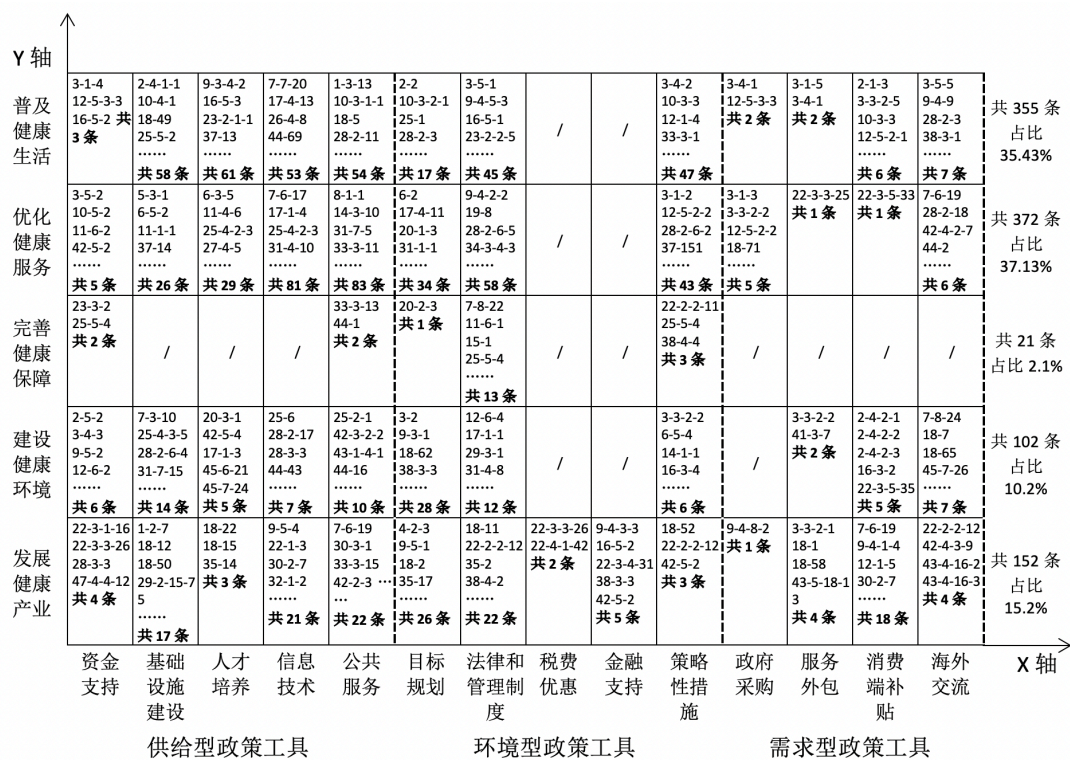 Y 轴
普及
健康
生活
3-1-4
12-5-3-3
16-5-2 共
3 条
2-4-1-1
10-4-1
18-49
25-5-2
……
共 58 条
9-3-4-2
16-5-3
23-2-1-1
37-13
……
共 61 条
7-7-20
17-4-13
26-4-8
44-69
……
共 53 条
1-3-13
10-3-1-1
18-5
28-2-11
……
共 54 条
2-2
10-3-2-1
25-1
28-2-3
……
共 17 条
3-5-1
9-4-5-3
16-5-1
23-2-2-5
……
共 45 条
/
/
3-4-2
10-3-3
12-1-4
33-3-1
……
共 47 条
3-4-1
12-5-3-3
共 2 条
3-1-5
3-4-1
共 2 条
2-1-3
3-3-2-5
10-3-3
12-5-2-1
……
共 6 条
3-5-5
9-4-9
28-2-3
38-3-1
……
共 7 条
共 355 条
占比
35.43%
优化
健康
服务
3-5-2
10-5-2
11-6-2
42-5-2
……
共 5 条
5-3-1
6-5-2
11-1-1
37-14
……
共 26 条
6-3-5
11-4-6
25-4-2-3
27-4-5
……
共 29 条
7-6-17
17-1-4
25-4-2-3
31-4-10
……
共 81 条
8-1-1
14-3-10
31-7-5
33-3-11
……
共 83 条
6-2
17-4-11
20-1-3
31-1-1
……
共 34 条
9-4-2-2
19-8
28-2-6-5
34-3-4-3
……
共 58 条
/
/
3-1-2
12-5-2-2
28-2-6-2
37-151
……
共 43 条
3-1-3
3-3-2-2
12-5-2-2
18-71
……
共 5 条
22-3-3-25
共 1 条
22-3-5-33
共 1 条
7-6-19
28-2-18
42-4-2-7
44-2
……
共 6 条
共 372 条
占比
37.13%
完善
健康
保障
23-3-2
25-5-4
共 2 条
/
/
/
33-3-13
44-1
共 2 条
20-2-3
共 1 条
7-8-22
11-6-1
15-1
25-5-4
……
共 13 条
/
/
22-2-2-11
25-5-4
38-4-4
共 3 条
/
/
/
/
共 21 条
占比 2.1%
建设
健康
环境
2-5-2
3-4-3
9-5-2
12-6-2
……
共 6 条
7-3-10
25-4-3-5
28-2-6-4
31-7-15
……
共 14 条
20-3-1
42-5-4
17-1-3
45-6-21
45-7-24
共 5 条
25-6
28-2-17
28-3-3
44-43
……
共 7 条
25-2-1
42-3-2-2
43-1-4-1
44-16
……
共 10 条
3-2
9-3-1
18-62
38-3-3
……
共 28 条
12-6-4
17-1-1
29-3-1
31-4-8
……
共 12 条
/
/
3-3-2-2
6-5-4
14-1-1
16-3-4
……
共 6 条
/
3-3-2-2
41-3-7
共 2 条
2-4-2-1
2-4-2-2
2-4-2-3
16-3-2
22-3-5-35
共 5 条
7-8-24
18-7
18-65
45-7-26
……
共 7 条
共 102 条
占比
10.2%
发展
健康
产业
22-3-1-16
22-3-3-26
28-3-3
47-4-4-12
共 4 条
1-2-7
18-12
18-50
29-2-15-7-
5
……
共 17 条
18-22
18-15
35-14
共 3 条
9-5-4
22-1-3
30-2-7
32-1-2
……
共 21 条
7-6-19
30-3-1
33-3-15
42-2-3 …
…
共 22 条
4-2-3
9-5-1
18-2
35-17
……
共 26 条
18-11
22-2-2-12
35-2
38-4-2
……
共 22 条
22-3-3-26
22-4-1-42
共 2 条
9-4-3-3
16-5-2
22-3-4-31
38-3-3
42-5-2
共 5 条
18-52
22-2-2-12
42-5-2
共 3 条
9-4-8-2
共 1 条
3-3-2-1
18-1
18-58
43-5-18-1
3
共 4 条
7-6-19
9-4-1-4
12-1-5
30-2-7
……
共 18 条
22-2-2-12
42-4-3-9
43-4-16-2
43-4-16-3
共 4 条
共 152 条
占比
15.2%
资金
支持
基础
设施
建设
人才
培养
信息
技术
公共
服务
目标
规划
法律和
管理制
度
税费
优惠
金融
支持
策略
性措
施
政府
采购
服务
外包
消费
端补
贴
海外
交流
X 轴
供给型政策工具
环境型政策工具
需求型政策工具